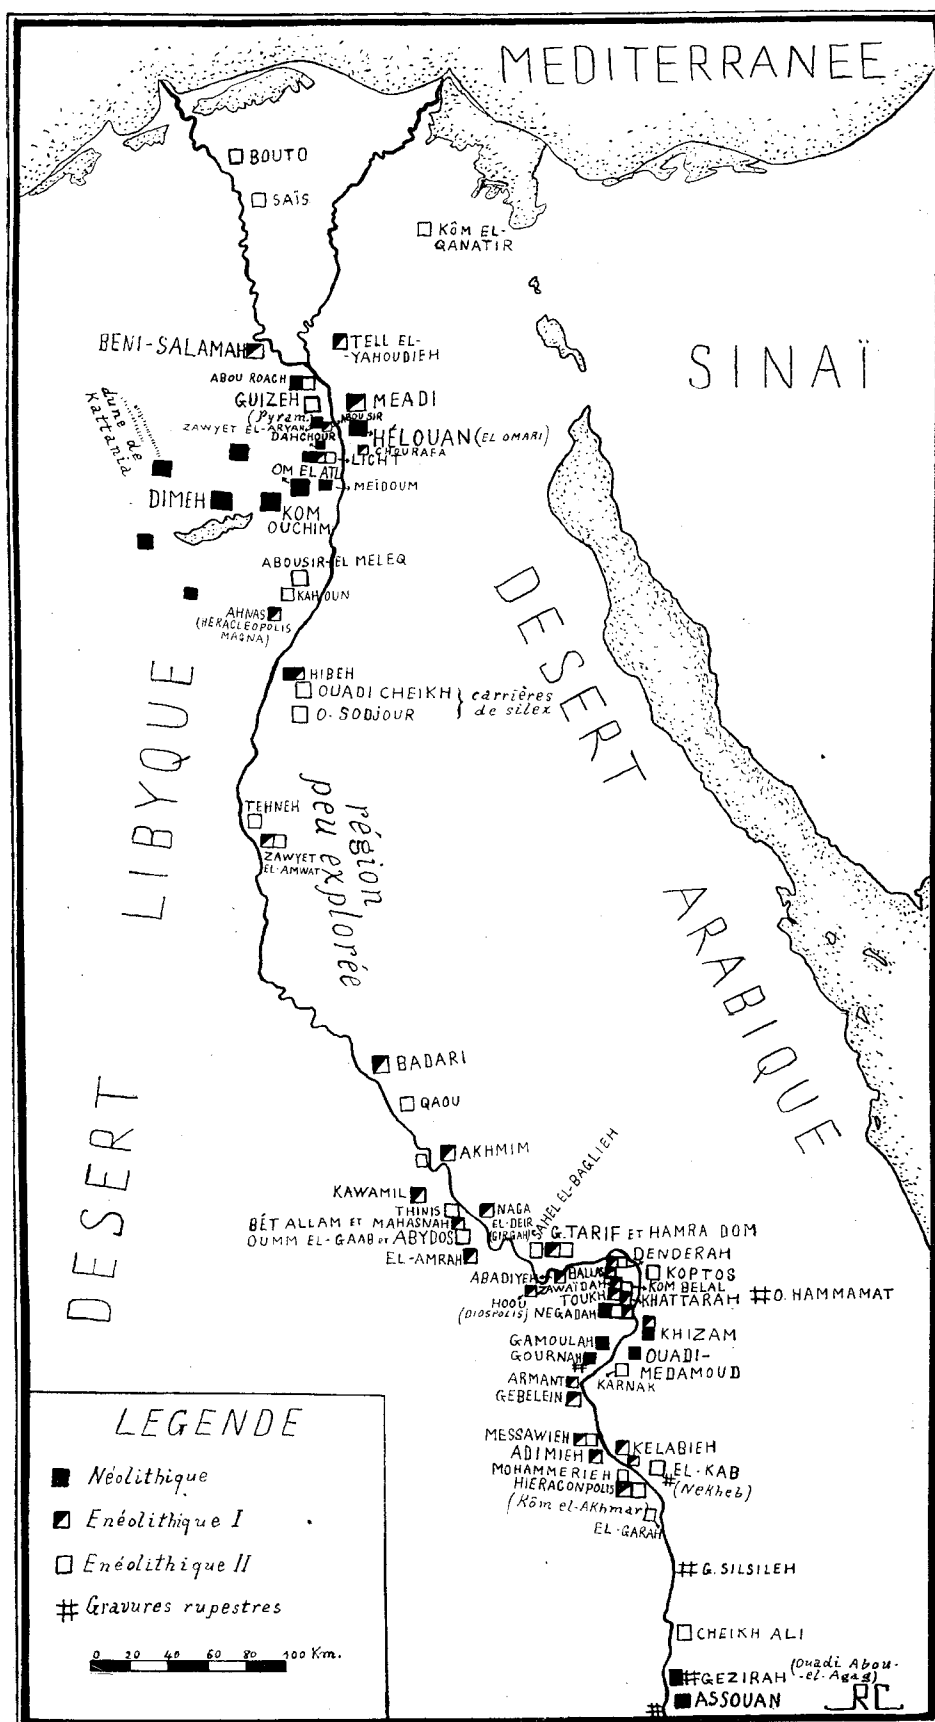 MEDITERRANEE
BOUTO
SAÏS
KÔM EL-
QANATIR
BENI-SALAMAH
TELL EL-
-YAHOUDIEH
SINAÏ
ABOU ROACH
GUIZEH
(Pyram.)
MEADI
ABOUSIR
ZAWYET EL-ARYAN
DAHCHOUR
HÉLOUAN (EL OMARI)
CHOURAFA
dune de
Kattania
LICHT
OM EL ATL
MEÏDOUM
DIMEH
KOM
OUCHIM
ABOUSIR-EL MELEQ
KAHOUN
AHNAS
(HERACLEOPOLIS
MAGNA)
DESERT
ARABIQUE
HIBEH
OUADI CHEIKH
O. SODJOUR
carrières
de silex
DESERT
LIBYQUE
TEHNEH
ZAWYET
EL-AMWAT
région
peu explorée
BADARI
QAOU
AKHMIM
KAWAMIL
THINIS
BÉT ALLAM ET MAHASNAH
OUMM EL-GAAB ET ABYDOS
EL-AMRAH
NAGA
EL-DEIR
(GIRGAH)
SAHEL EL-BAGLIEH
G. TARIF ET HAMRA DOM
DENDERAH
ABADIYEH
BALLAS
KOPTOS
ZAWAÏDAH
KOM BELAL
HOOU
(DIOSPOLIS)
TOUKH
KHATTARAH
O. HAMMAMAT
NEGADAH
KHIZAM
GAMOULAH
GOURNAH
OUADI-
MEDAMOUD
KARNAK
ARMANT
GEBELEIN
MESSAWIEH
ADIMIEH
KELABIEH
MOHAMMERIEH
EL-KAB
(Nekheb)
HIERACONPOLIS
(Kôm el-Akhmar)
EL-GARAH
G. SILSILEH
CHEIKH ALI
GEZIRAH
(Ouadi Abou-
-el-Agag)
ASSOUAN
RC
LEGENDE
Néolithique
Enéolithique I
Enéolithique II
Gravures rupestres
0 20 40 60 80 100 Km.